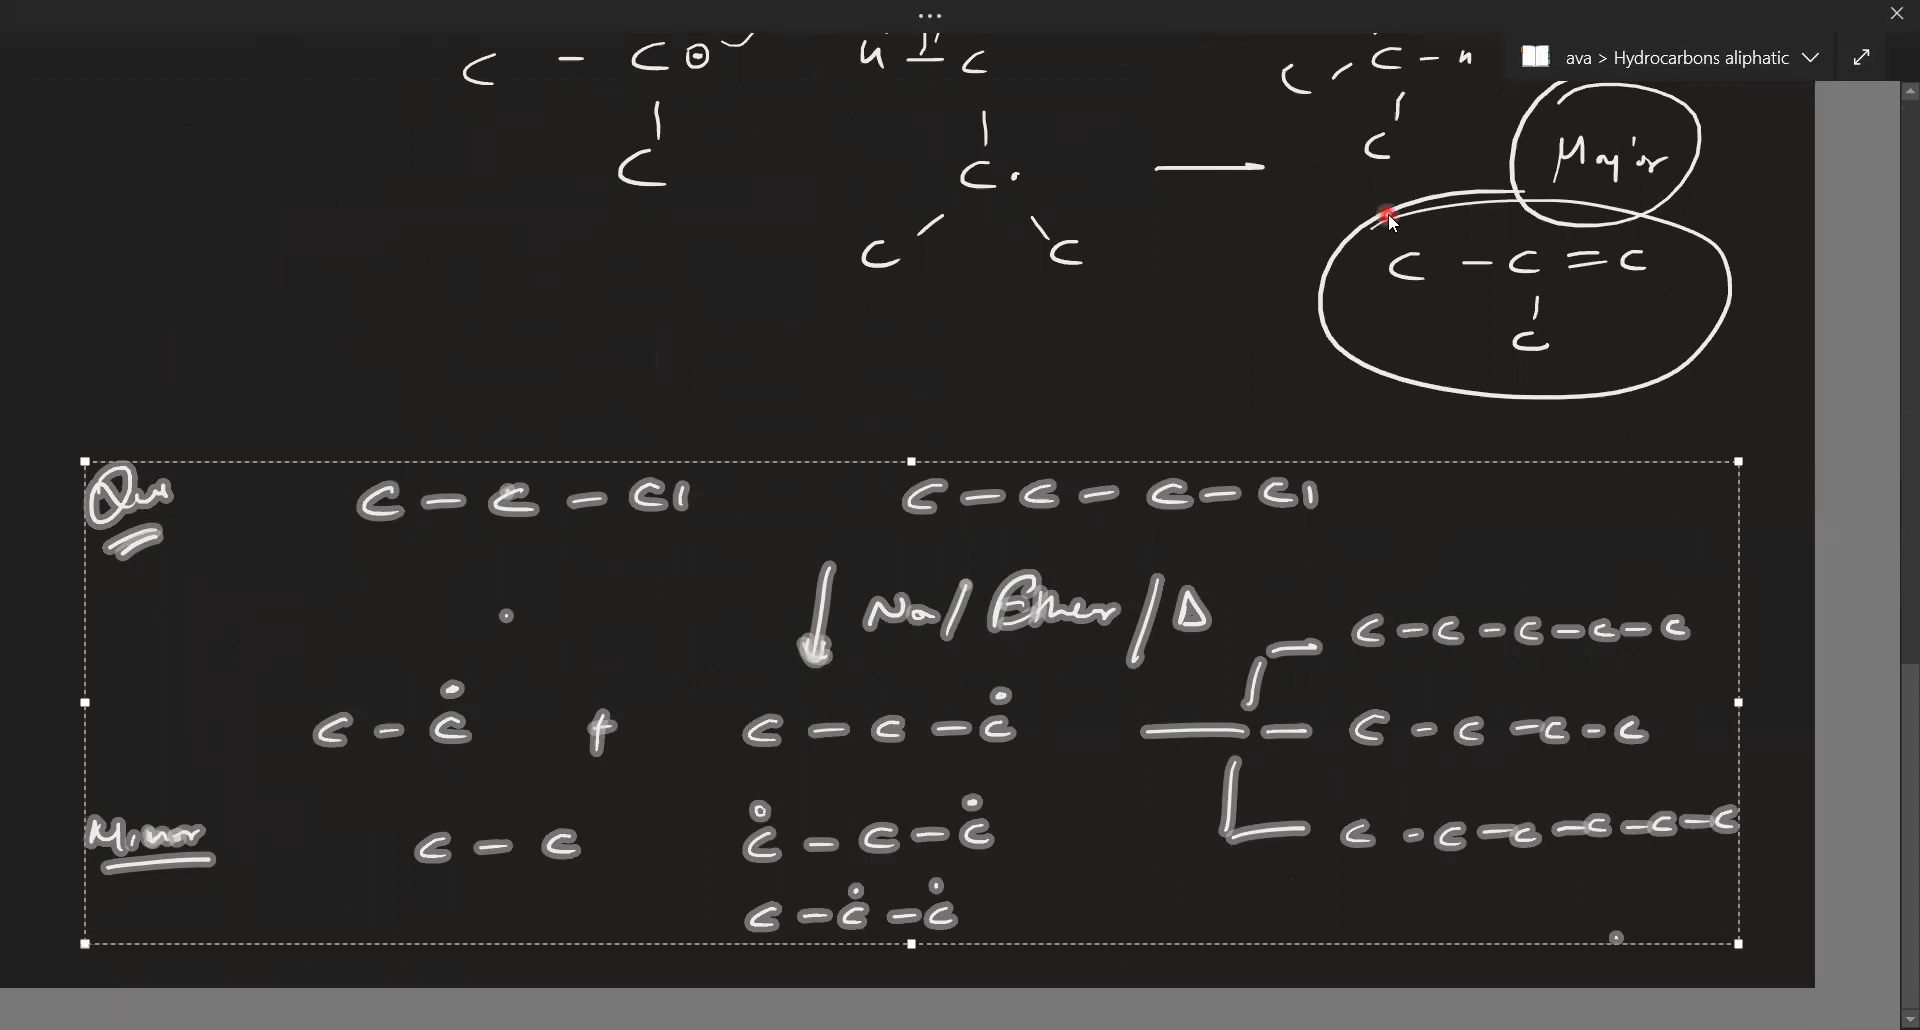 ...
ava > Hydrocarbons aliphatic
C - C⊙ H - C C - H
C C C
C C. ⟶ C Major
C C C - C = C
C
Que C - C - Cl C - C - C - Cl
Na / Ether / Δ
C - C - C - C - C
C - Ċ + C - C - Ċ C - C - C - C
Minor C - C Ċ - C - Ċ C - C - C - C - C - C
C - Ċ - Ċ